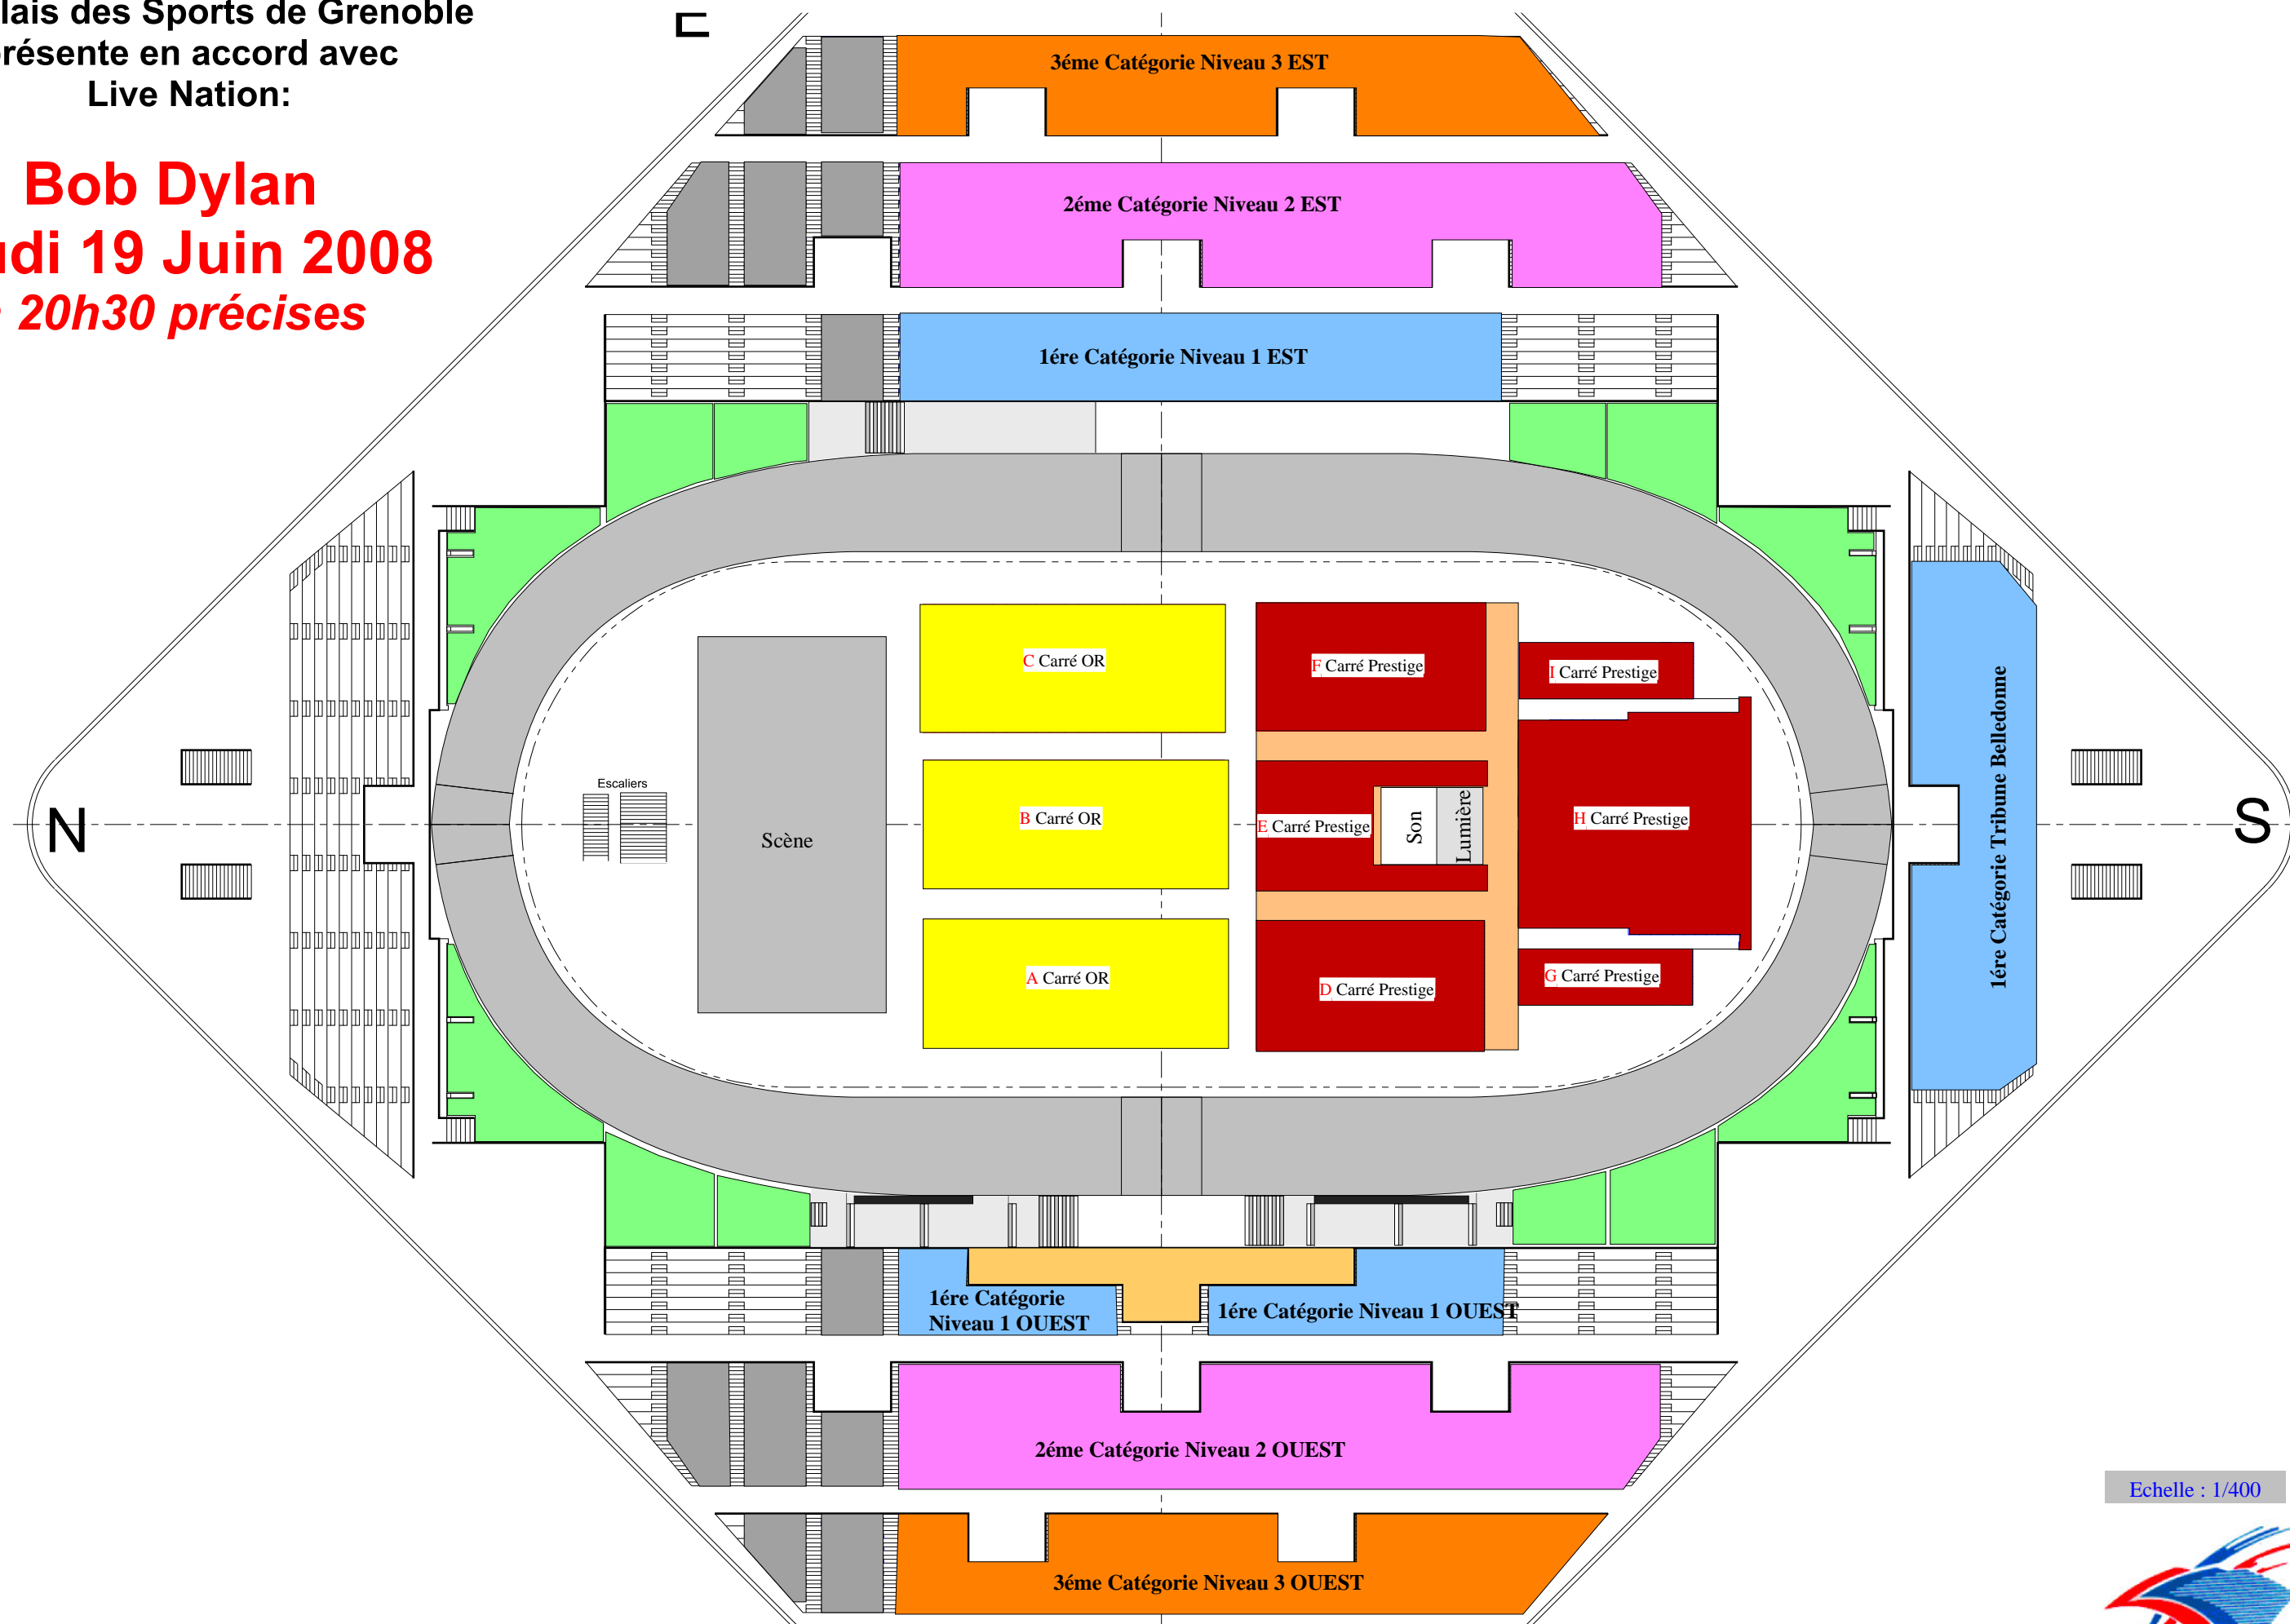 lais des Sports de Grenoble
résente en accord avec
Live Nation:
Bob Dylan
di 19 Juin 2008
20h30 précises
3éme Catégorie Niveau 3 EST
2éme Catégorie Niveau 2 EST
1ére Catégorie Niveau 1 EST
C Carré OR
F Carré Prestige
I Carré Prestige
Escaliers
N
Scène
B Carré OR
E Carré Prestige
Son
Lumière
H Carré Prestige
1ére Catégorie Tribune Belledonne
S
A Carré OR
D Carré Prestige
G Carré Prestige
1ére Catégorie
Niveau 1 OUEST
1ére Catégorie Niveau 1 OUEST
2éme Catégorie Niveau 2 OUEST
Echelle : 1/400
3éme Catégorie Niveau 3 OUEST